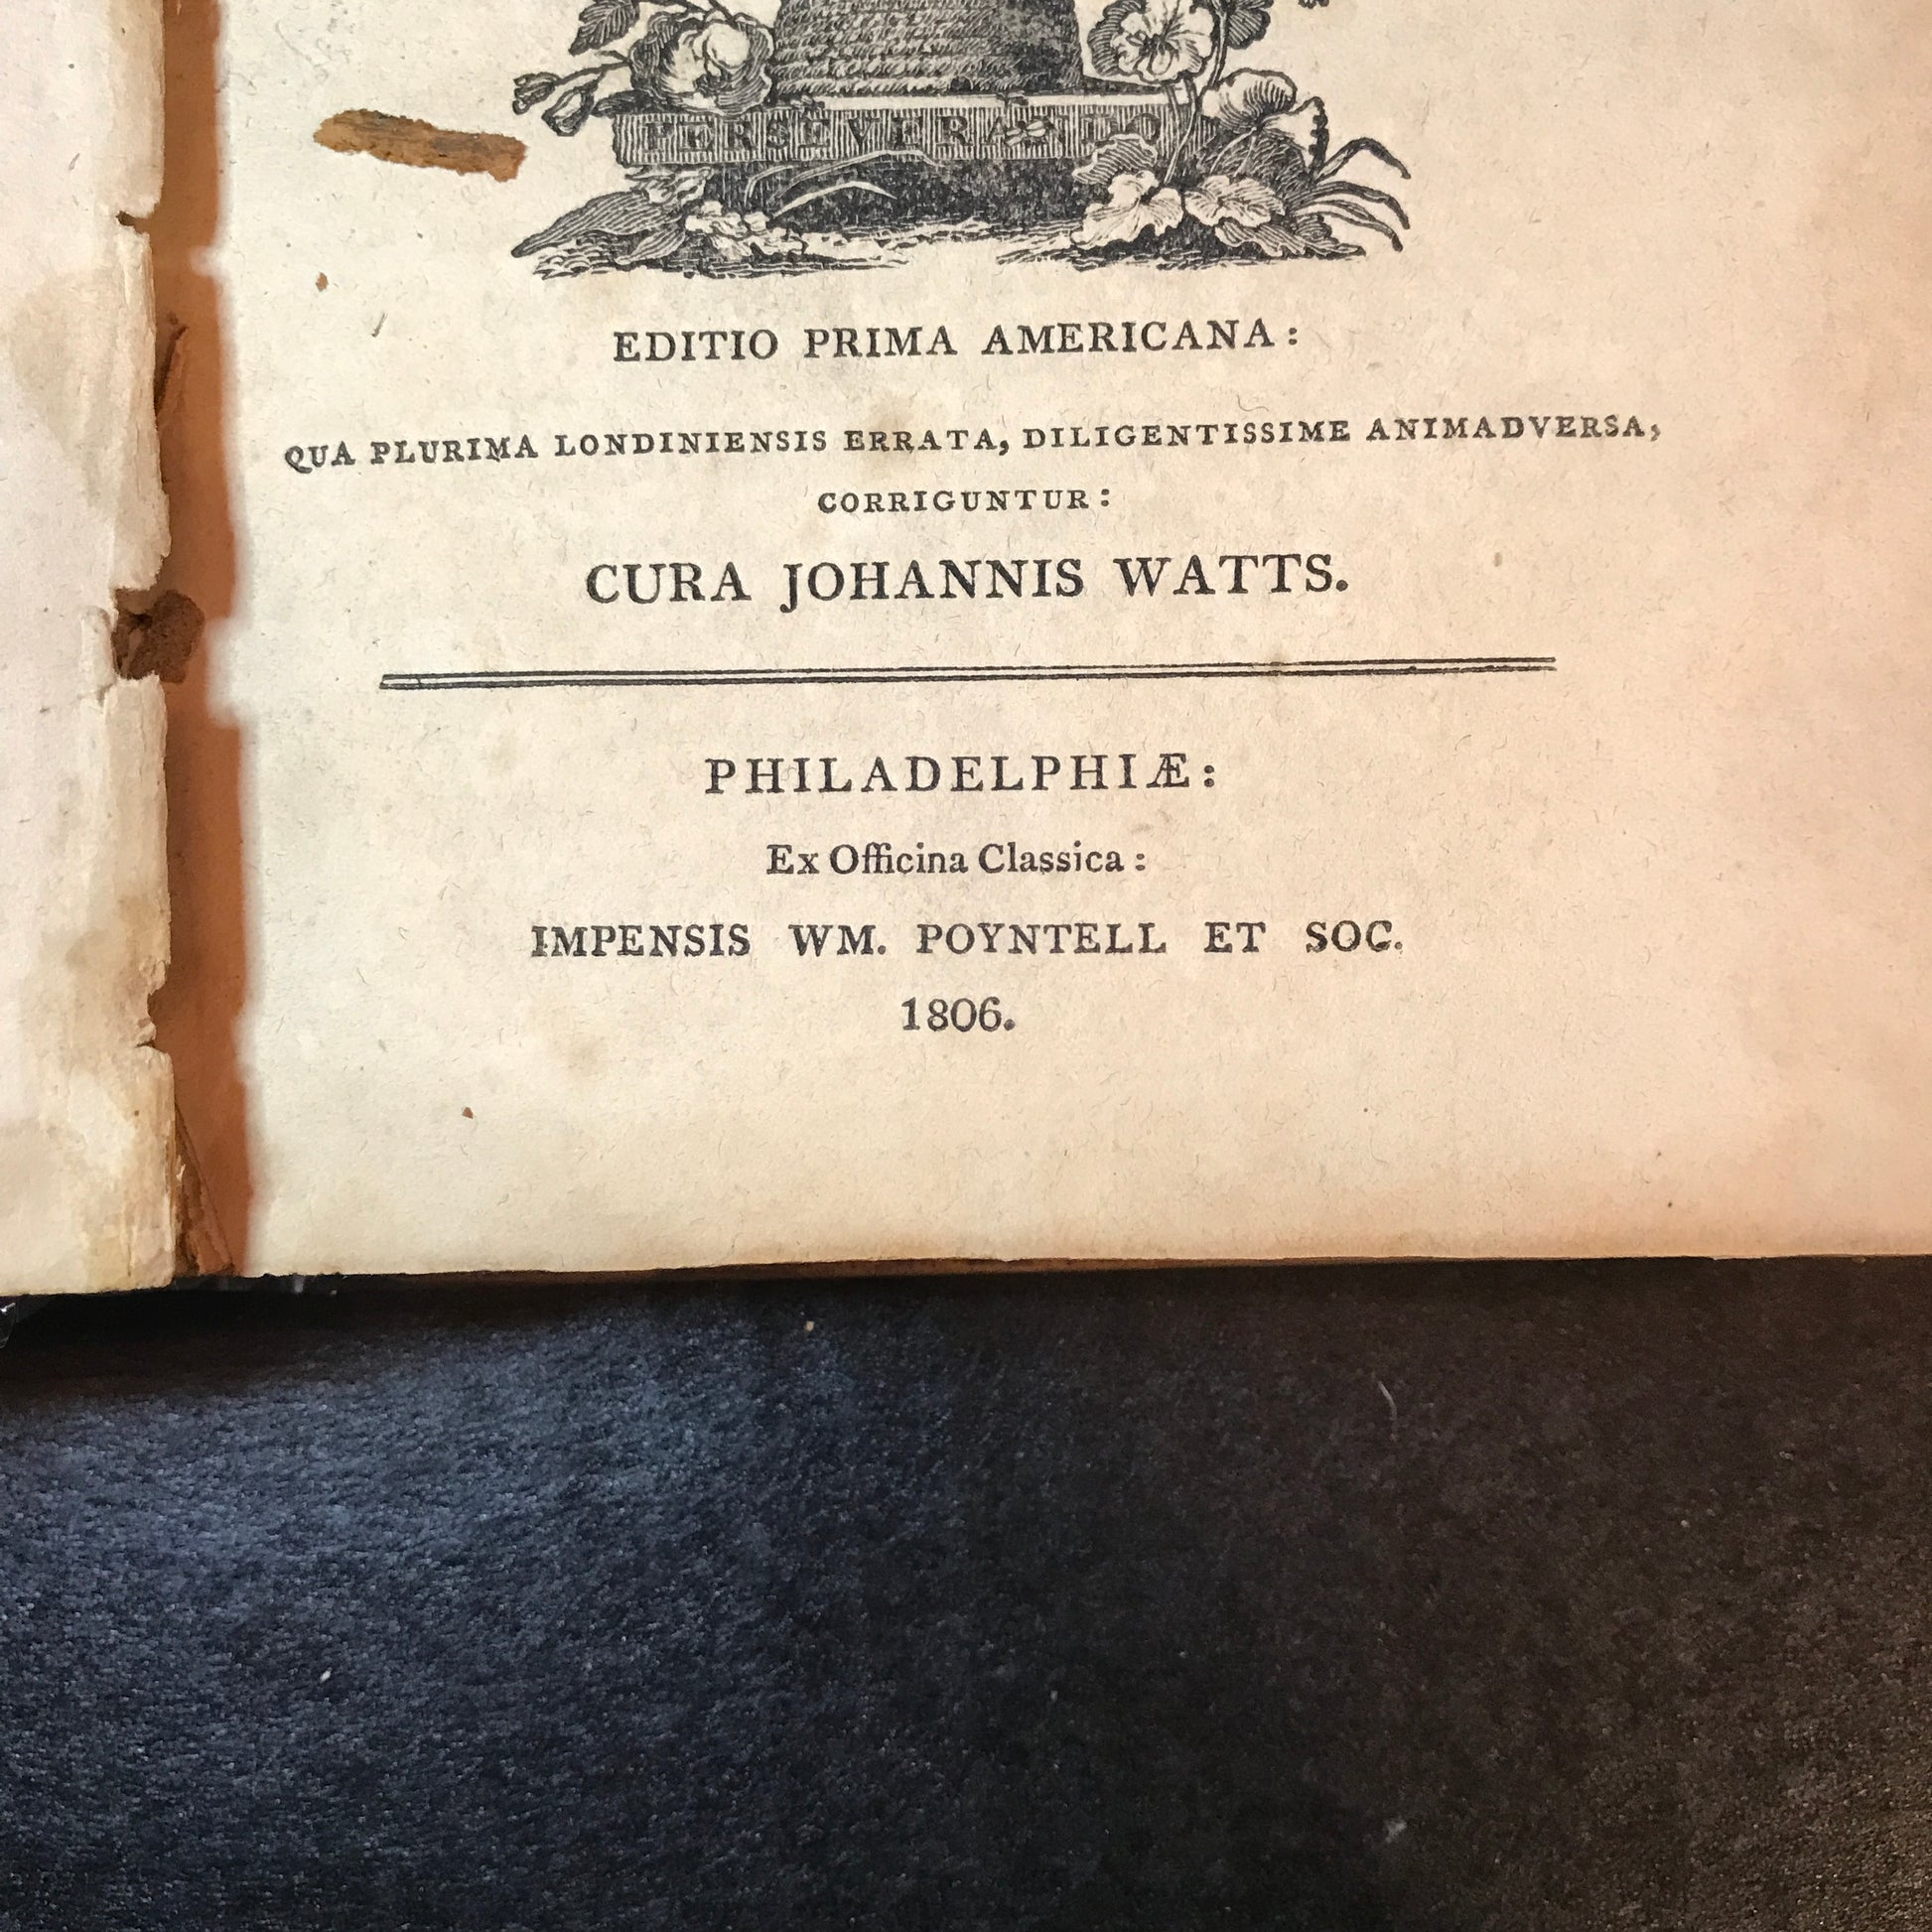 PERSEVERANDO
EDITIO PRIMA AMERICANA:
QUA PLURIMA LONDINIENSIS ERRATA, DILIGENTISSIME ANIMADVERSA,
CORRIGUNTUR:
CURA JOHANNIS WATTS.
PHILADELPHIÆ:
Ex Officina Classica:
IMPENSIS WM. POYNTELL ET SOC.
1806.